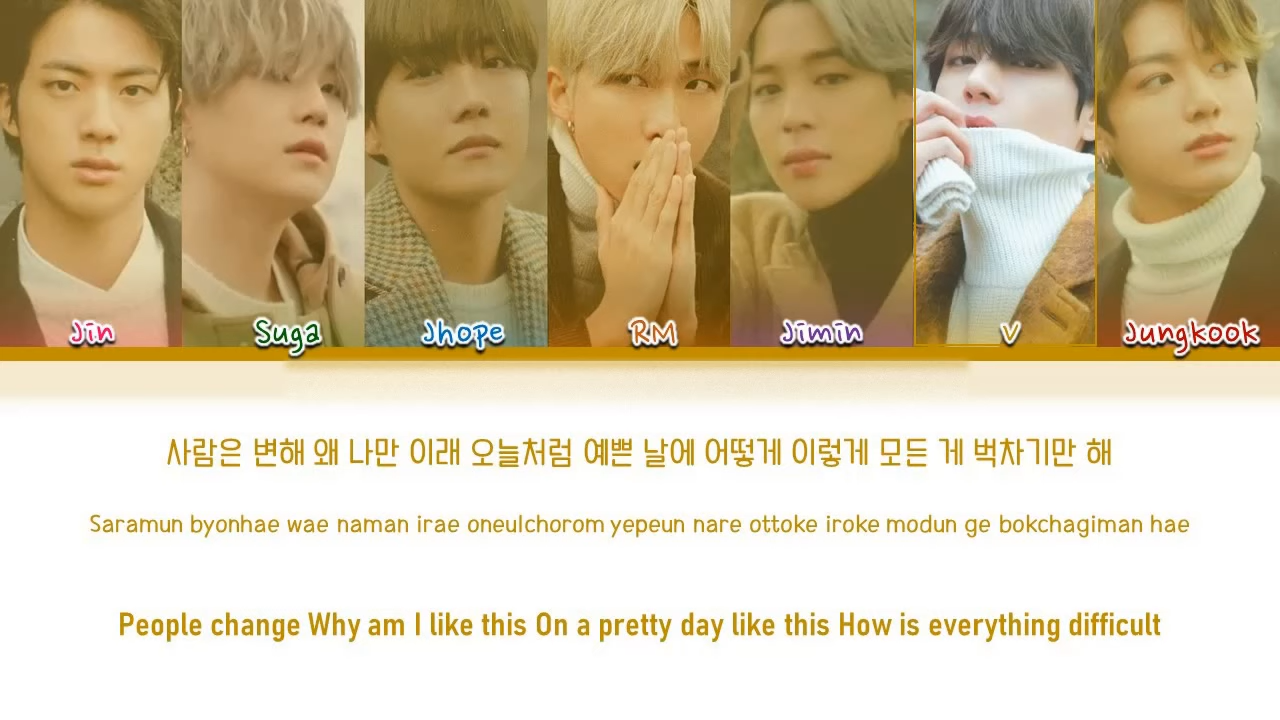 Jin
Suga
Jhope
RM
Jimin
V
Jungkook
사람은 변해 왜 나만 이래 오늘처럼 예쁜 날에 어떻게 이렇게 모든 게 벅차기만 해
Saramun byonhae wae naman irae oneulchorom yepeun nare ottoke iroke modun ge bokchagiman hae
People change Why am I like this On a pretty day like this How is everything difficult